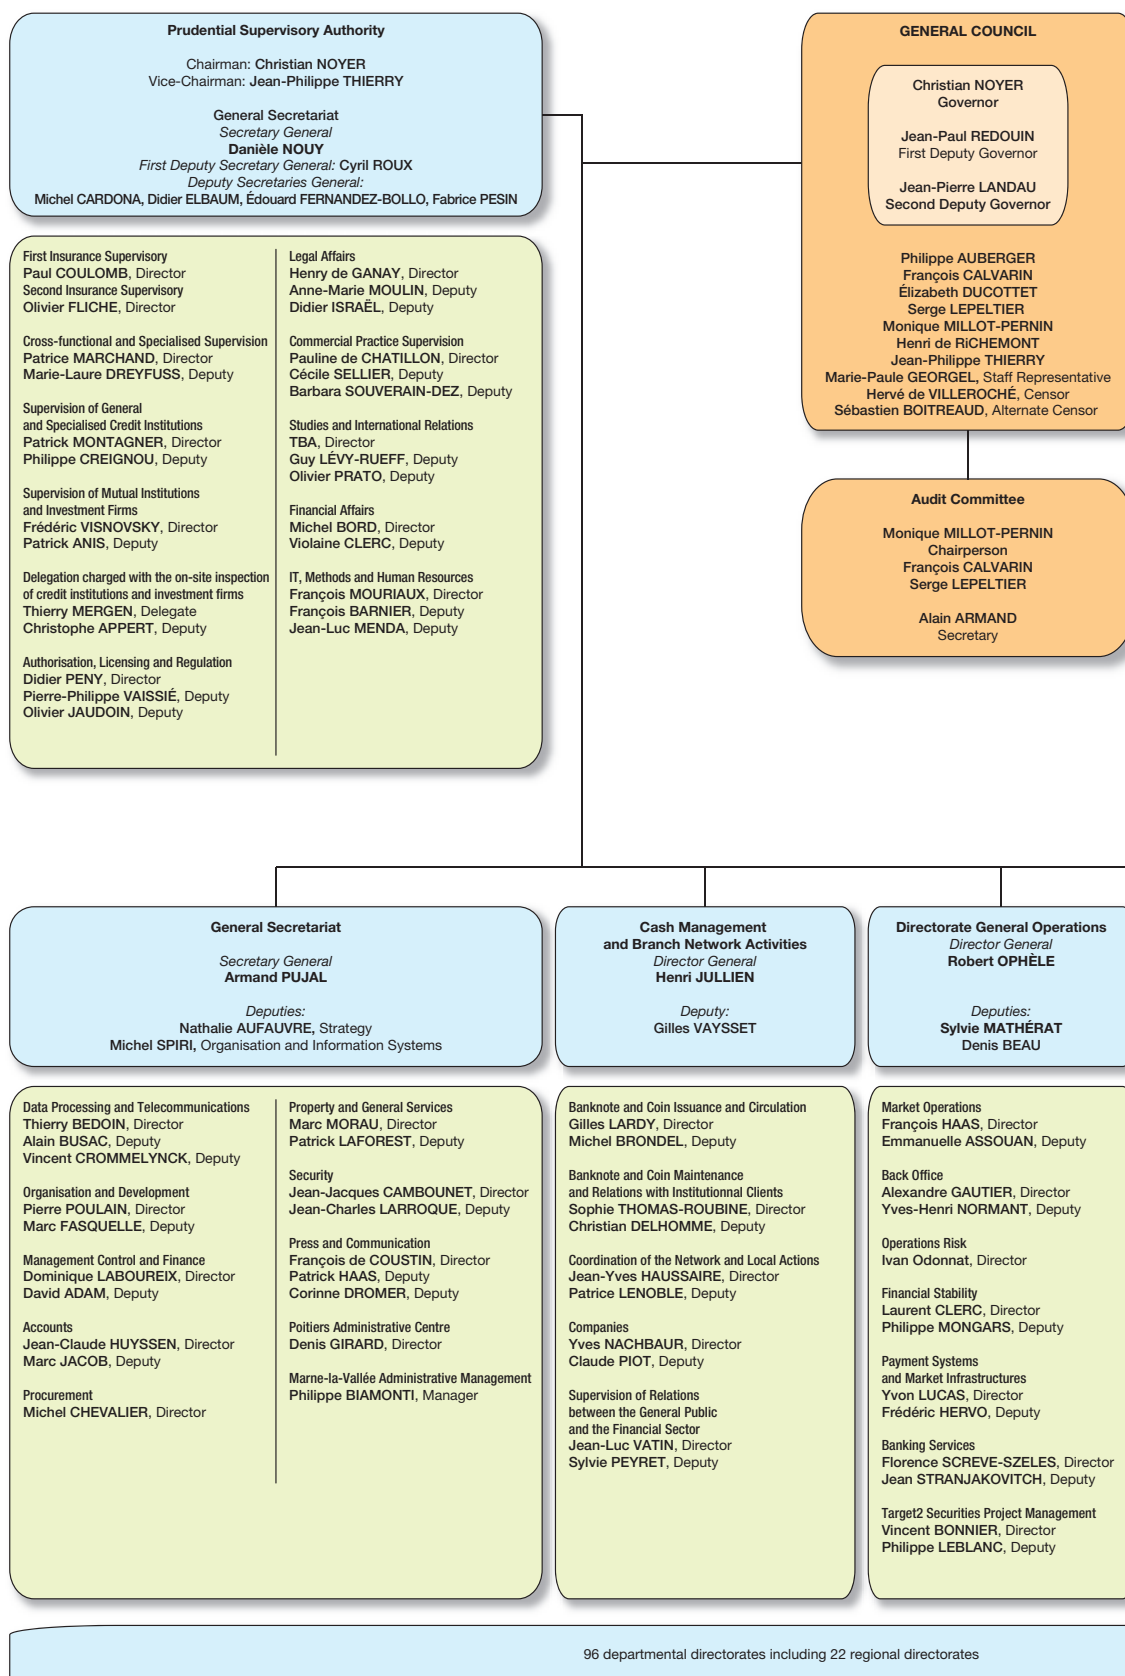 Prudential Supervisory Authority
Chairman: Christian NOYER
Vice-Chairman: Jean-Philippe THIERRY
General Secretariat
Secretary General
Danièle NOUY
First Deputy Secretary General: Cyril ROUX
Deputy Secretaries General:
Michel CARDONA, Didier ELBAUM, Édouard FERNANDEZ-BOLLO, Fabrice PESIN
GENERAL COUNCIL
Christian NOYER
Governor
Jean-Paul REDOUIN
First Deputy Governor
Jean-Pierre LANDAU
Second Deputy Governor
Philippe AUBERGER
François CALVARIN
Élizabeth DUCOTTET
Serge LEPELTIER
Monique MILLOT-PERNIN
Henri de RiCHEMONT
Jean-Philippe THIERRY
Marie-Paule GEORGEL, Staff Representative
Hervé de VILLEROCHÉ, Censor
Sébastien BOITREAUD, Alternate Censor
Audit Committee
Monique MILLOT-PERNIN
Chairperson
François CALVARIN
Serge LEPELTIER
Alain ARMAND
Secretary
First Insurance Supervisory
Paul COULOMB, Director
Second Insurance Supervisory
Olivier FLICHE, Director
Cross-functional and Specialised Supervision
Patrice MARCHAND, Director
Marie-Laure DREYFUSS, Deputy
Supervision of General
and Specialised Credit Institutions
Patrick MONTAGNER, Director
Philippe CREIGNOU, Deputy
Supervision of Mutual Institutions
and Investment Firms
Frédéric VISNOVSKY, Director
Patrick ANIS, Deputy
Delegation charged with the on-site inspection
of credit institutions and investment firms
Thierry MERGEN, Delegate
Christophe APPERT, Deputy
Authorisation, Licensing and Regulation
Didier PENY, Director
Pierre-Philippe VAISSIÉ, Deputy
Olivier JAUDOIN, Deputy
Legal Affairs
Henry de GANAY, Director
Anne-Marie MOULIN, Deputy
Didier ISRAËL, Deputy
Commercial Practice Supervision
Pauline de CHATILLON, Director
Cécile SELLIER, Deputy
Barbara SOUVERAIN-DEZ, Deputy
Studies and International Relations
TBA, Director
Guy LÉVY-RUEFF, Deputy
Olivier PRATO, Deputy
Financial Affairs
Michel BORD, Director
Violaine CLERC, Deputy
IT, Methods and Human Resources
François MOURIAUX, Director
François BARNIER, Deputy
Jean-Luc MENDA, Deputy
General Secretariat
Secretary General
Armand PUJAL
Deputies:
Nathalie AUFAUVRE, Strategy
Michel SPIRI, Organisation and Information Systems
Cash Management
and Branch Network Activities
Director General
Henri JULLIEN
Deputy:
Gilles VAYSSET
Directorate General Operations
Director General
Robert OPHÈLE
Deputies:
Sylvie MATHÉRAT
Denis BEAU
Data Processing and Telecommunications
Thierry BEDOIN, Director
Alain BUSAC, Deputy
Vincent CROMMELYNCK, Deputy
Organisation and Development
Pierre POULAIN, Director
Marc FASQUELLE, Deputy
Management Control and Finance
Dominique LABOUREIX, Director
David ADAM, Deputy
Accounts
Jean-Claude HUYSSEN, Director
Marc JACOB, Deputy
Procurement
Michel CHEVALIER, Director
Property and General Services
Marc MORAU, Director
Patrick LAFOREST, Deputy
Security
Jean-Jacques CAMBOUNET, Director
Jean-Charles LARROQUE, Deputy
Press and Communication
François de COUSTIN, Director
Patrick HAAS, Deputy
Corinne DROMER, Deputy
Poitiers Administrative Centre
Denis GIRARD, Director
Marne-la-Vallée Administrative Management
Philippe BIAMONTI, Manager
Banknote and Coin Issuance and Circulation
Gilles LARDY, Director
Michel BRONDEL, Deputy
Banknote and Coin Maintenance
and Relations with Institutionnal Clients
Sophie THOMAS-ROUBINE, Director
Christian DELHOMME, Deputy
Coordination of the Network and Local Actions
Jean-Yves HAUSSAIRE, Director
Patrice LENOBLE, Deputy
Companies
Yves NACHBAUR, Director
Claude PIOT, Deputy
Supervision of Relations
between the General Public
and the Financial Sector
Jean-Luc VATIN, Director
Sylvie PEYRET, Deputy
Market Operations
François HAAS, Director
Emmanuelle ASSOUAN, Deputy
Back Office
Alexandre GAUTIER, Director
Yves-Henri NORMANT, Deputy
Operations Risk
Ivan Odonnat, Director
Financial Stability
Laurent CLERC, Director
Philippe MONGARS, Deputy
Payment Systems
and Market Infrastructures
Yvon LUCAS, Director
Frédéric HERVO, Deputy
Banking Services
Florence SCREVE-SZELES, Director
Jean STRANJAKOVITCH, Deputy
Target2 Securities Project Management
Vincent BONNIER, Director
Philippe LEBLANC, Deputy
96 departmental directorates including 22 regional directorates